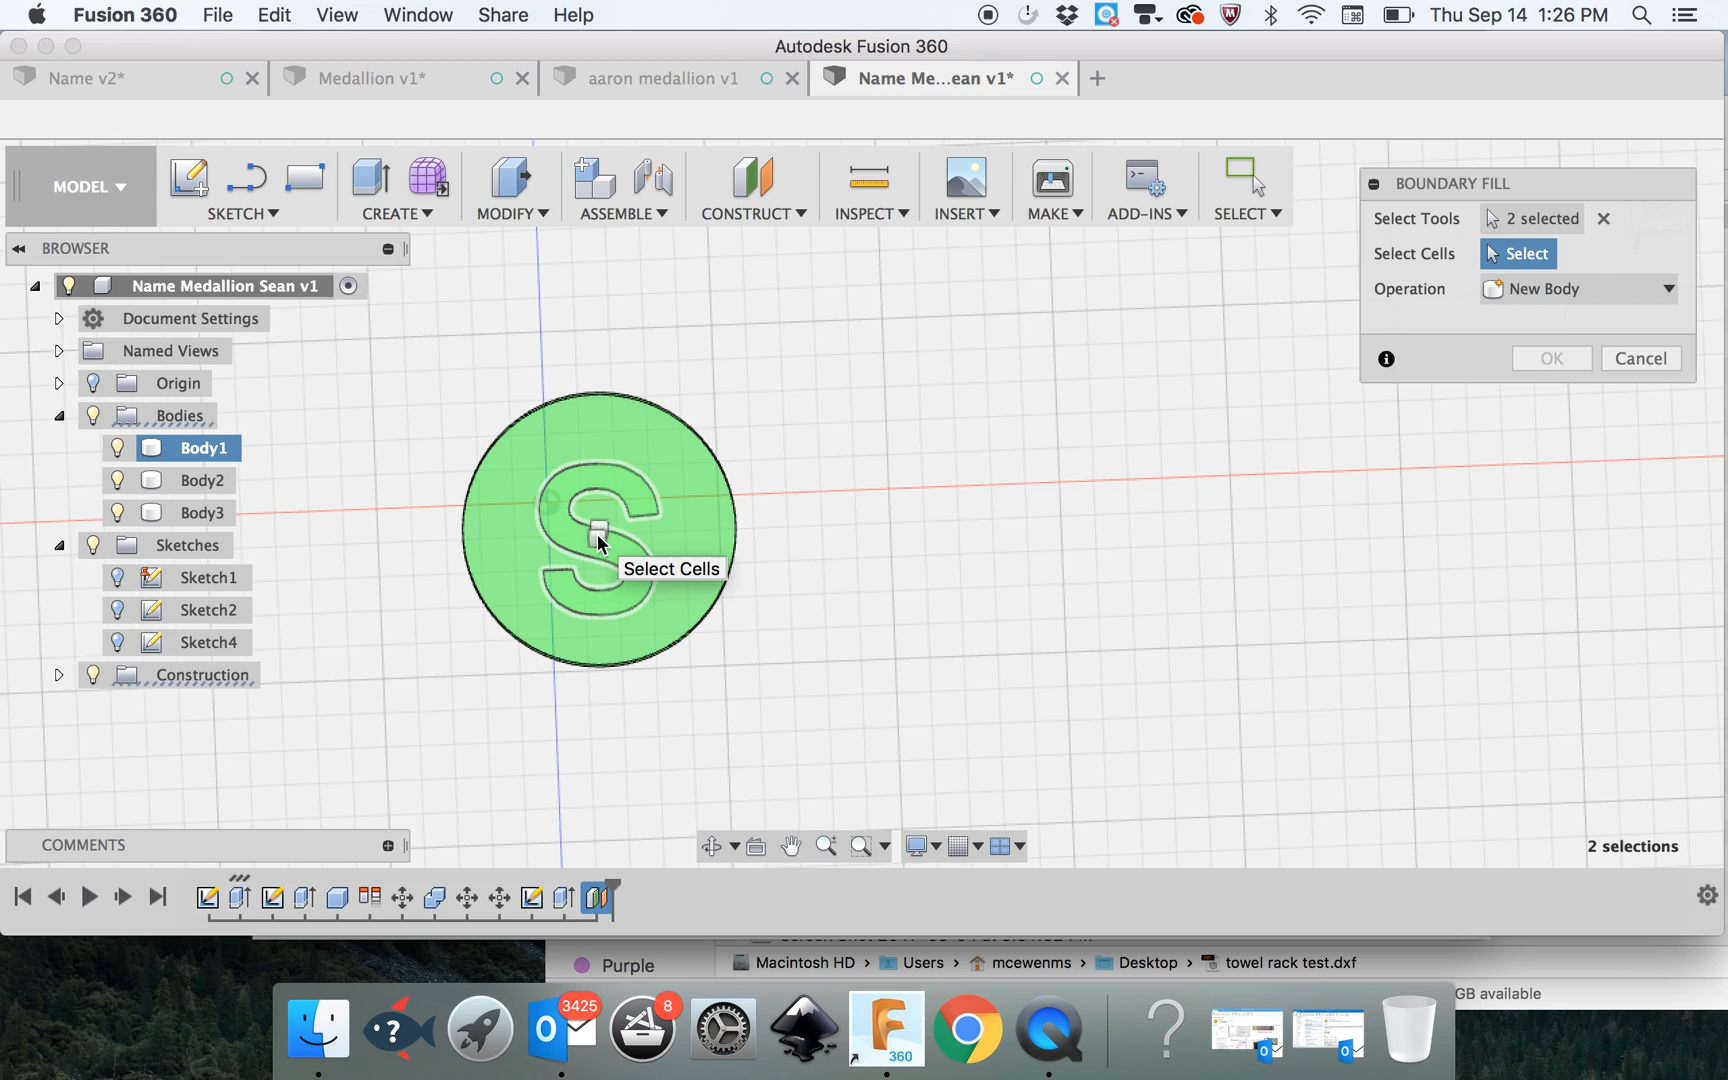 Fusion 360 File Edit View Window Share Help Thu Sep 14 1:26 PM
Autodesk Fusion 360
Name v2* Medallion v1* aaron medallion v1 Name Me...ean v1*
MODEL SKETCH CREATE MODIFY ASSEMBLE CONSTRUCT INSPECT INSERT MAKE ADD-INS SELECT
BROWSER
Name Medallion Sean v1
Document Settings
Named Views
Origin
Bodies
Body1
Body2
Body3
Sketches
Sketch1
Sketch2
Sketch4
Construction
BOUNDARY FILL
Select Tools 2 selected
Select Cells Select
Operation New Body
OK Cancel
S
Select Cells
COMMENTS
2 selections
Purple
Macintosh HD › Users › mcewenms › Desktop › towel rack test.dxf
GB available
3425
8
360